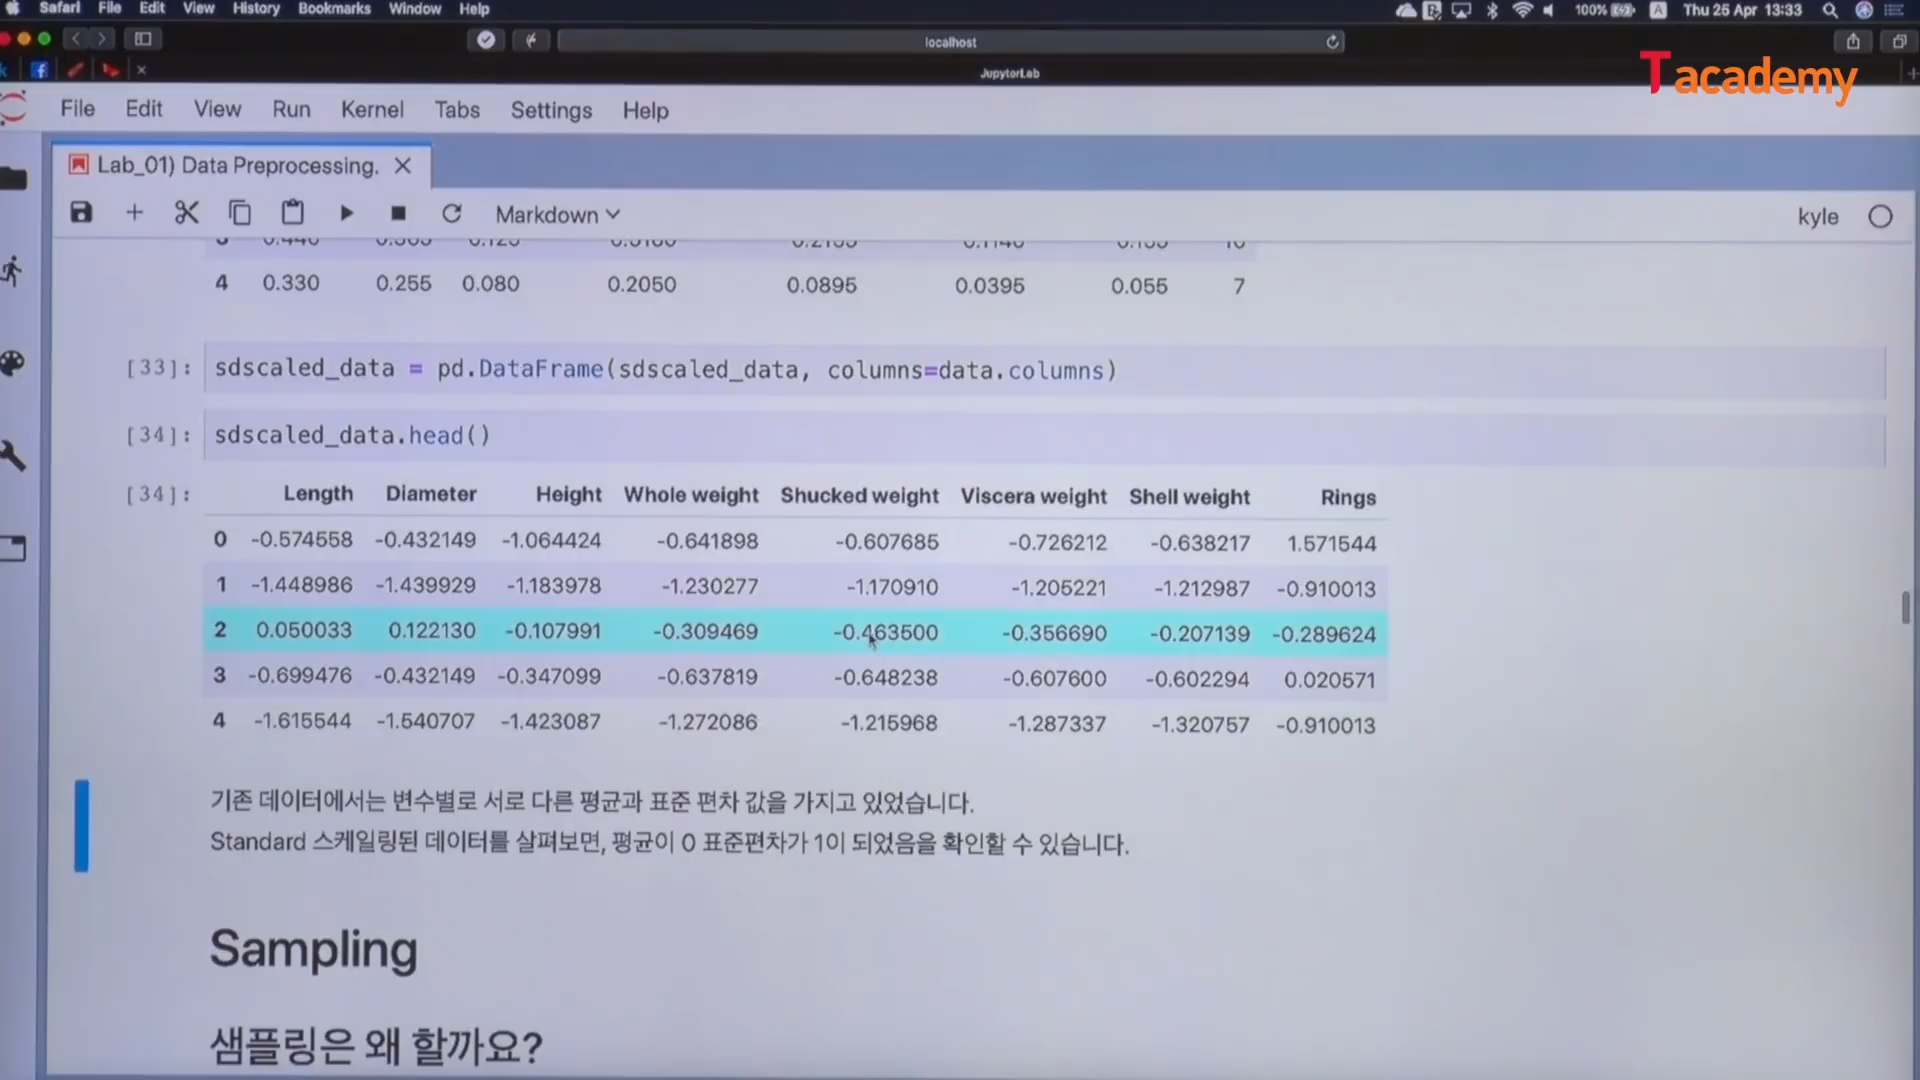 Safari File Edit View History Bookmarks Window Help 100% A Thu 25 Apr 13:33
localhost
JupyterLab
Tacademy
File Edit View Run Kernel Tabs Settings Help
Lab_01) Data Preprocessing.
Markdown kyle
4 0.330 0.255 0.080 0.2050 0.0895 0.0395 0.055 7
[33]: sdscaled_data = pd.DataFrame(sdscaled_data, columns=data.columns)
[34]: sdscaled_data.head()
[34]: Length Diameter Height Whole weight Shucked weight Viscera weight Shell weight Rings
0 -0.574558 -0.432149 -1.064424 -0.641898 -0.607685 -0.726212 -0.638217 1.571544
1 -1.448986 -1.439929 -1.183978 -1.230277 -1.170910 -1.205221 -1.212987 -0.910013
2 0.050033 0.122130 -0.107991 -0.309469 -0.463500 -0.356690 -0.207139 -0.289624
3 -0.699476 -0.432149 -0.347099 -0.637819 -0.648238 -0.607600 -0.602294 0.020571
4 -1.615544 -1.540707 -1.423087 -1.272086 -1.215968 -1.287337 -1.320757 -0.910013
기존 데이터에서는 변수별로 서로 다른 평균과 표준 편차 값을 가지고 있었습니다.
Standard 스케일링된 데이터를 살펴보면, 평균이 0 표준편차가 1이 되었음을 확인할 수 있습니다.
Sampling
샘플링은 왜 할까요?